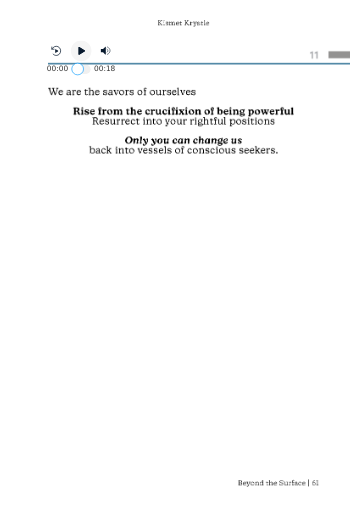 Kismet Krystle
11
00:00 00:18
We are the savors of ourselves
Rise from the crucifixion of being powerful
Resurrect into your rightful positions
Only you can change us
back into vessels of conscious seekers.
Beyond the Surface | 61